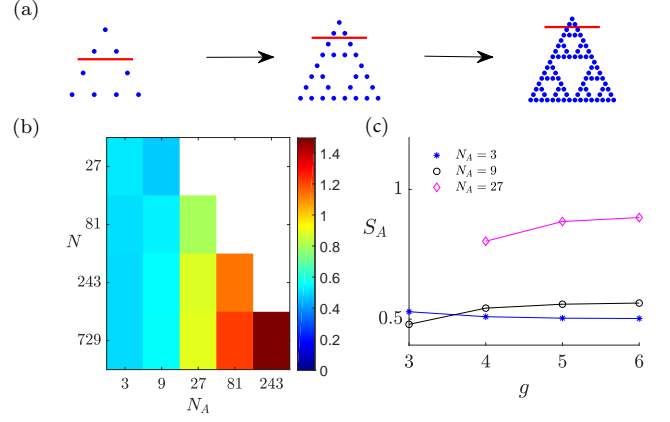 (a)
(b)
N
27
81
243
729
3 9 27 81 243
N_A
1.4
1.2
1
0.8
0.6
0.4
0.2
0
(c)
N_A = 3
N_A = 9
N_A = 27
S_A
1
0.5
3 4 5 6
g